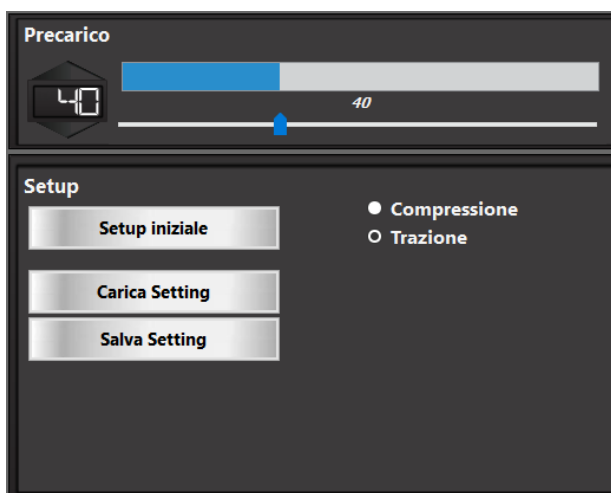 Precarico
40
40
Setup
Setup iniziale
Compressione
Trazione
Carica Setting
Salva Setting